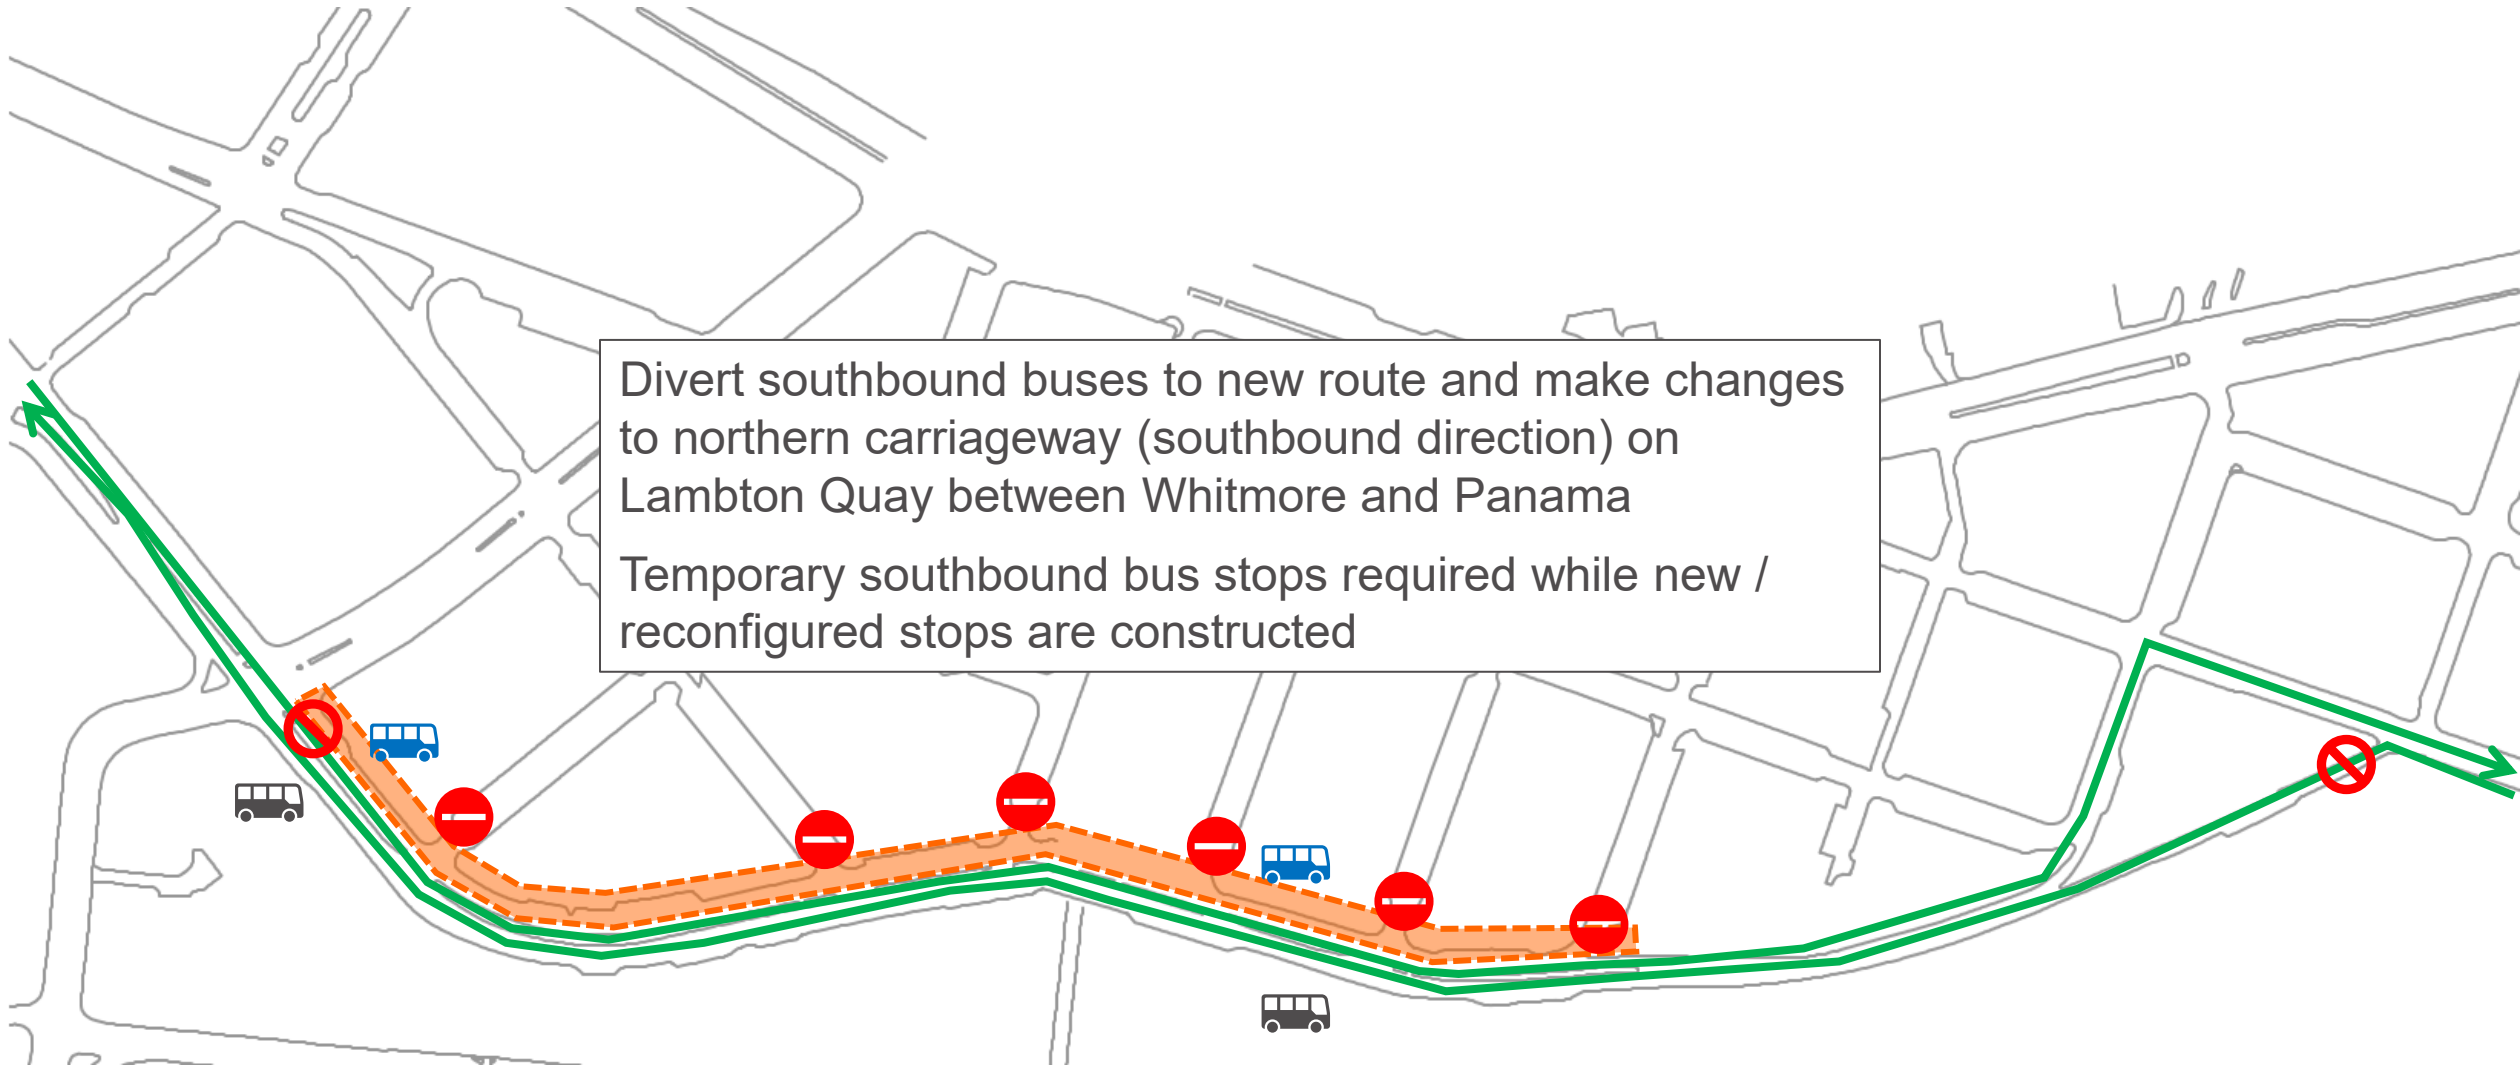 Divert southbound buses to new route and make changes
to northern carriageway (southbound direction) on
Lambton Quay between Whitmore and Panama
Temporary southbound bus stops required while new /
reconfigured stops are constructed